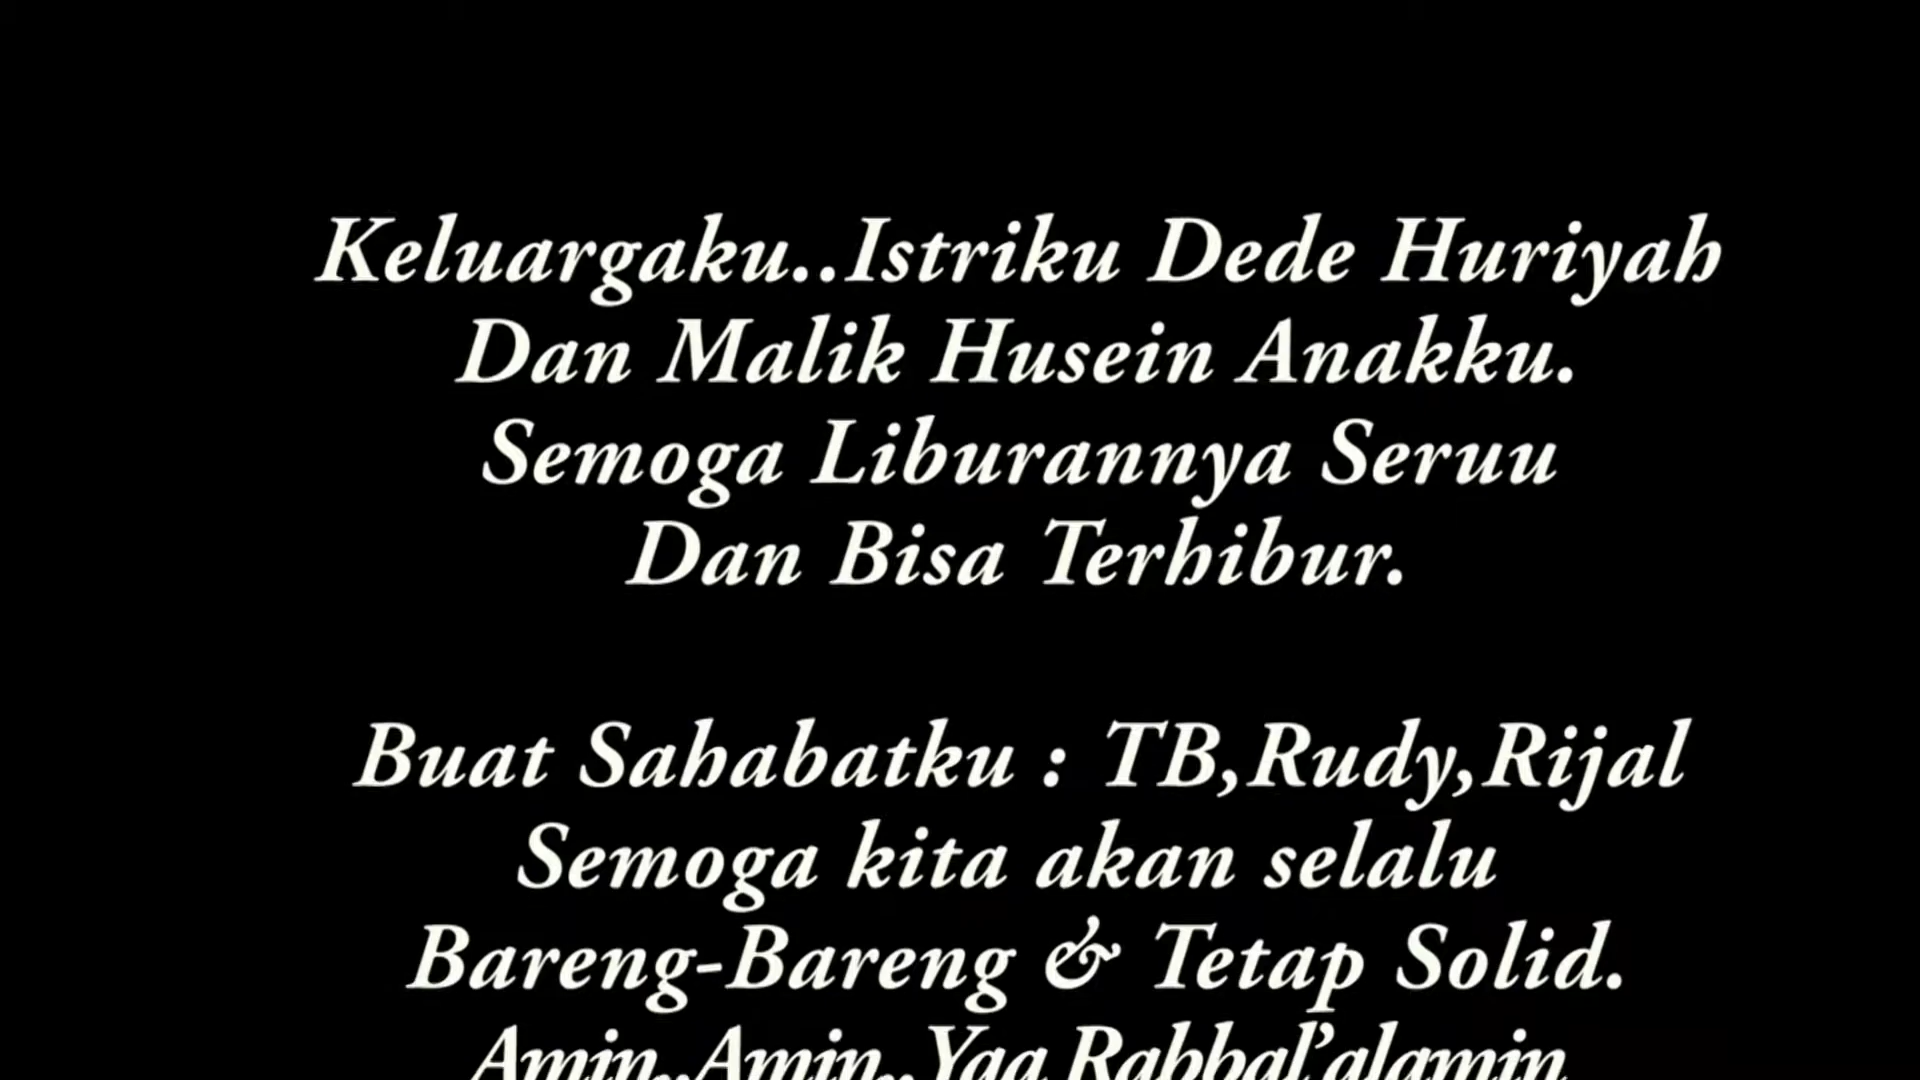 Keluargaku..Istriku Dede Huriyah
Dan Malik Husein Anakku.
Semoga Liburannya Seruu
Dan Bisa Terhibur.
Buat Sahabatku : TB,Rudy,Rijal
Semoga kita akan selalu
Bareng-Bareng & Tetap Solid.
Amin..Amin..Yaa Rabbal’alamin